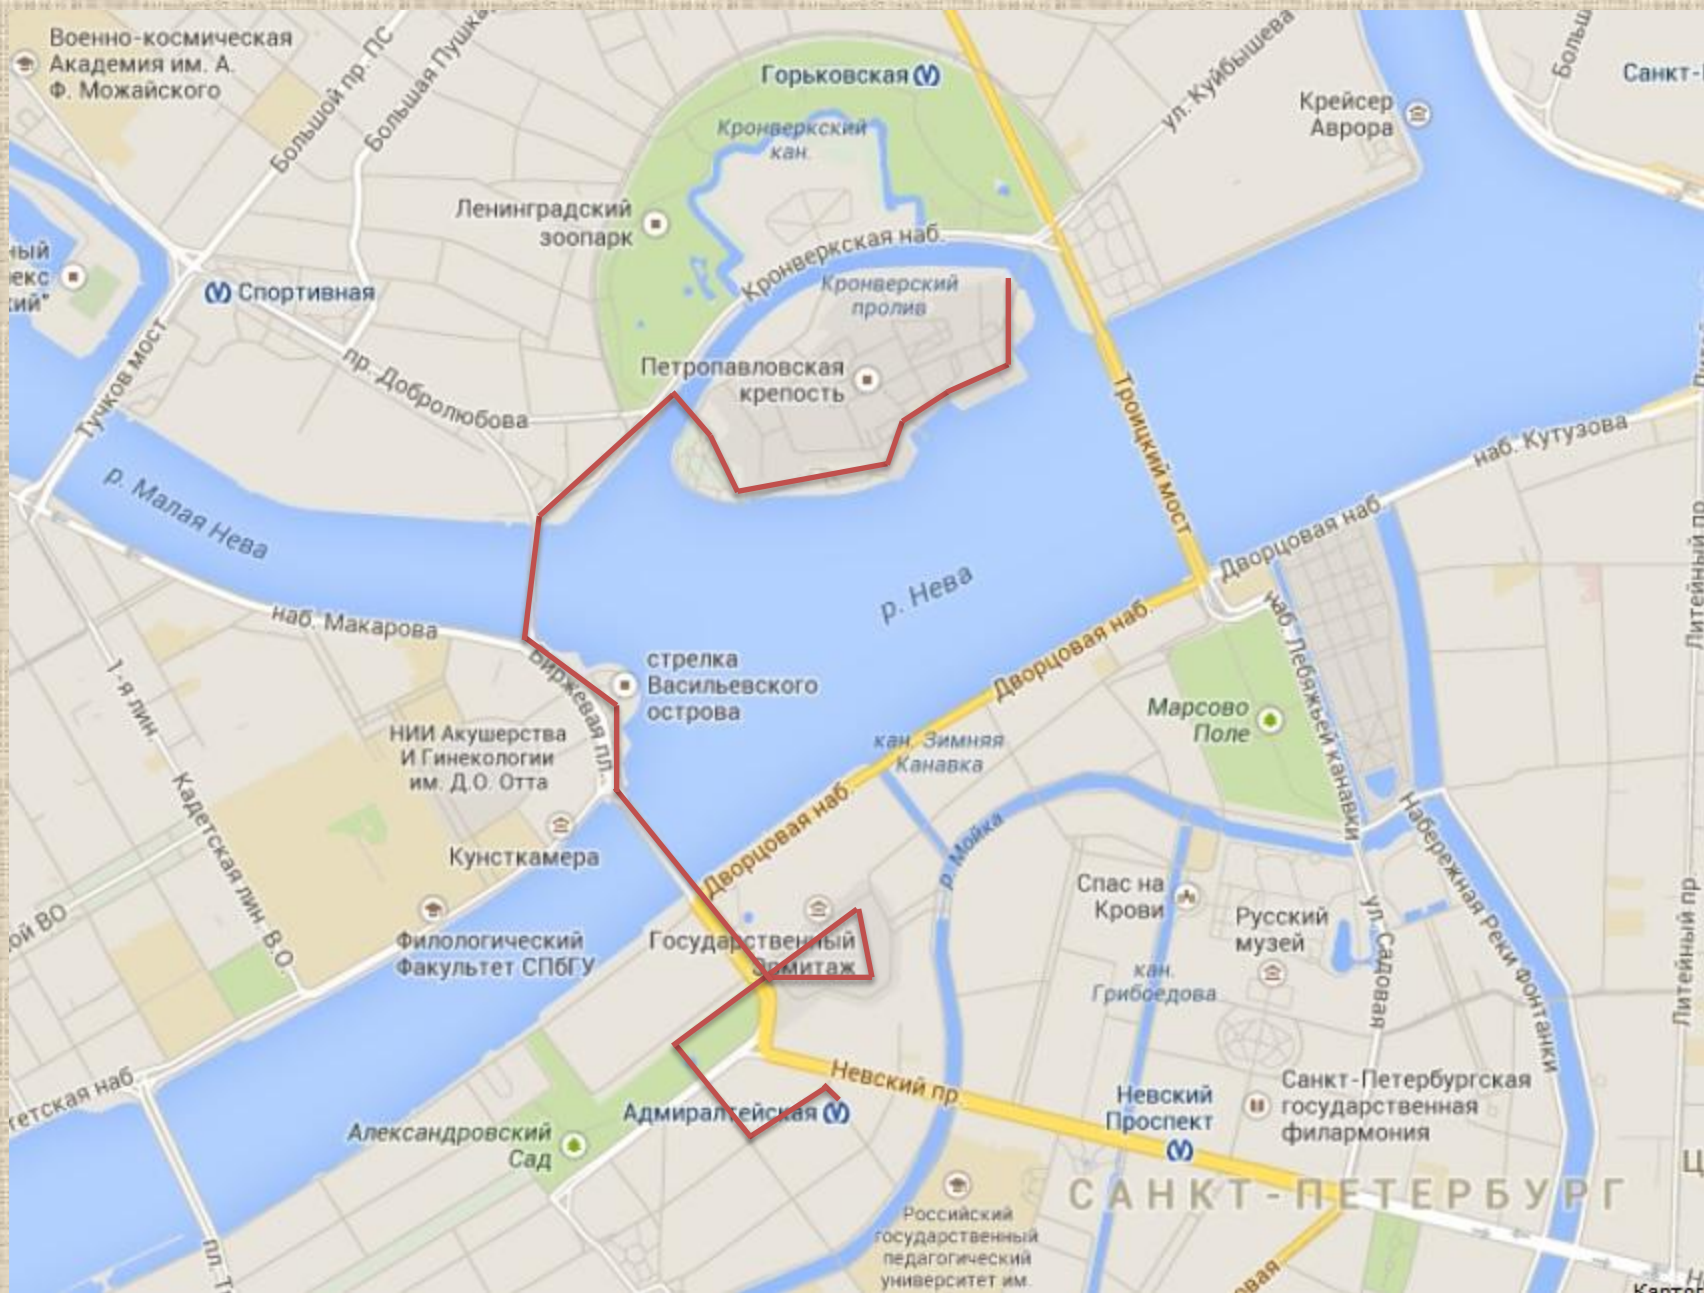 Военно-космическая
Академия им. А.
Ф. Можайского
Большой пр. ПС
Горьковская
ул. Куйбышева
Крейсер
Аврора
Кронверкский
кан.
Ленинградский
зоопарк
Кронверкская наб.
Кронверский
пролив
Спортивная
Тучков мост
пр. Добролюбова
Петропавловская
крепость
Троицкий мост
наб. Кутузова
Дворцовая наб
р. Малая Нева
р. Нева
наб. Макарова
Биржевая пл.
стрелка
Васильевского
острова
Дворцовая наб.
наб. Лебяжьей канавки
Марсово
Поле
1-я лин.
НИИ Акушерства
И Гинекологии
им. Д.О. Отта
кан. Зимняя
Канавка
Кадетская лин. В.О.
Кунсткамера
Дворцовая наб.
р. Мойка
Набережная Реки Фонтанки
Литейный пр.
Литейный пр
Спас на
Крови
Русский
музей
ул. Садовая
Филологический
Факультет СПбГУ
Государственный
Эрмитаж
кан.
Грибоедова
Невский пр.
Адмиралтейская
Александровский
Сад
Невский
Проспект
Санкт-Петербургская
государственная
филармония
САНКТ-ПЕТЕРБУРГ
Российский
государственный
педагогический
университет им.